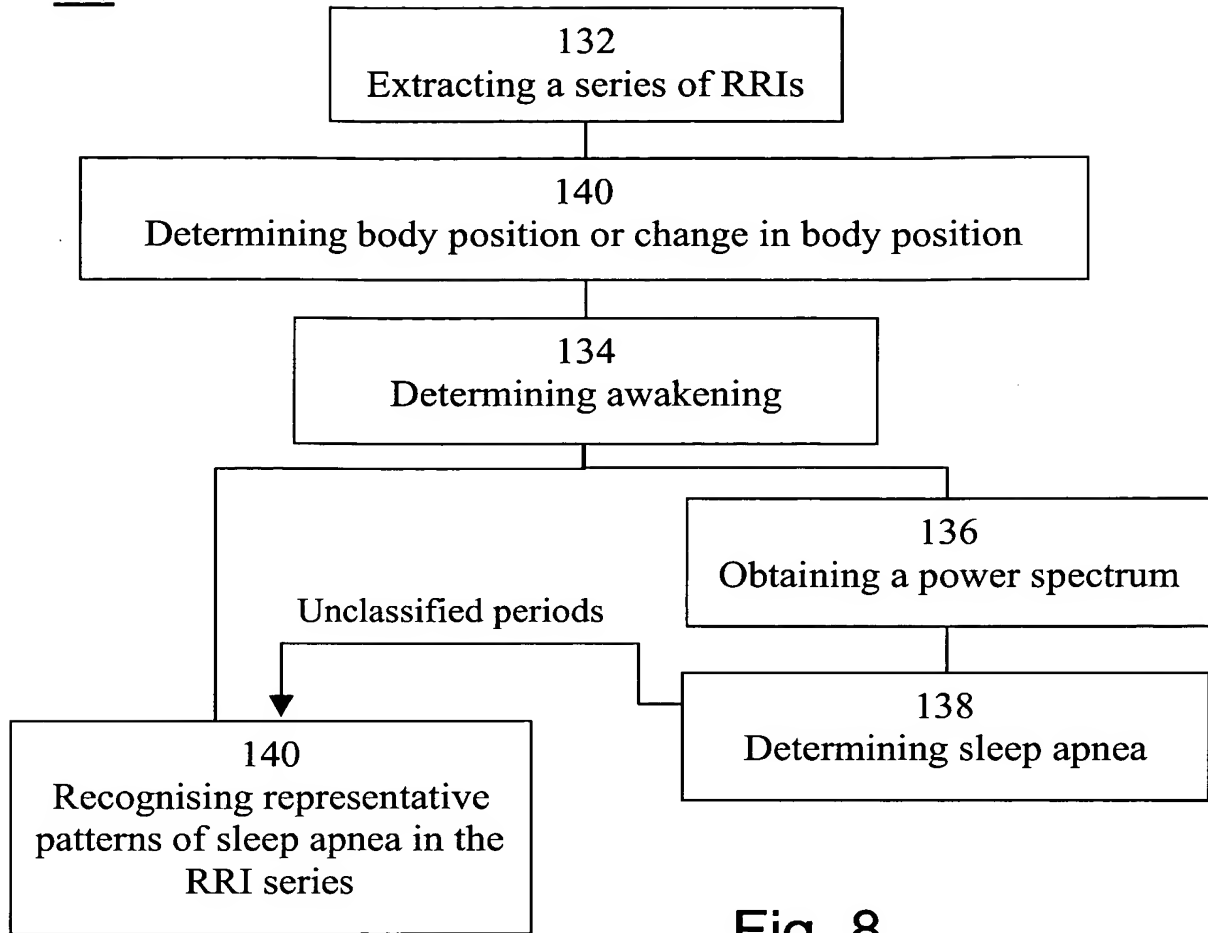 132
Extracting a series of RRIs
140
Determining body position or change in body position
134
Determining awakening
136
Obtaining a power spectrum
Unclassified periods
138
Determining sleep apnea
140
Recognising representative
patterns of sleep apnea in the
RRI series
Fig. 8